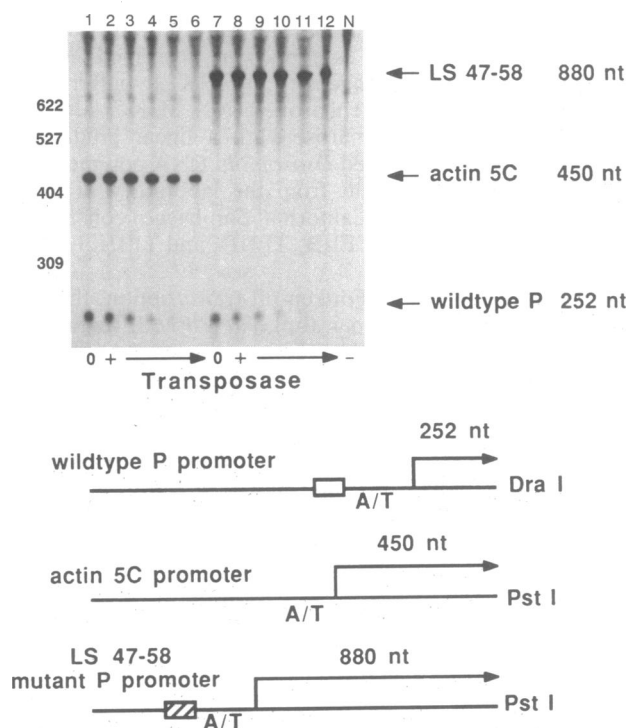 1 2 3 4 5 6 7 8 9 10 11 12 N
LS 47-58 880 nt
622
527
actin 5C 450 nt
404
309
wildtype P 252 nt
0 + 0 + –
Transposase
252 nt
wildtype P promoter
Dra I
A/T
450 nt
actin 5C promoter
Pst I
A/T
LS 47-58
880 nt
mutant P promoter
Pst I
A/T